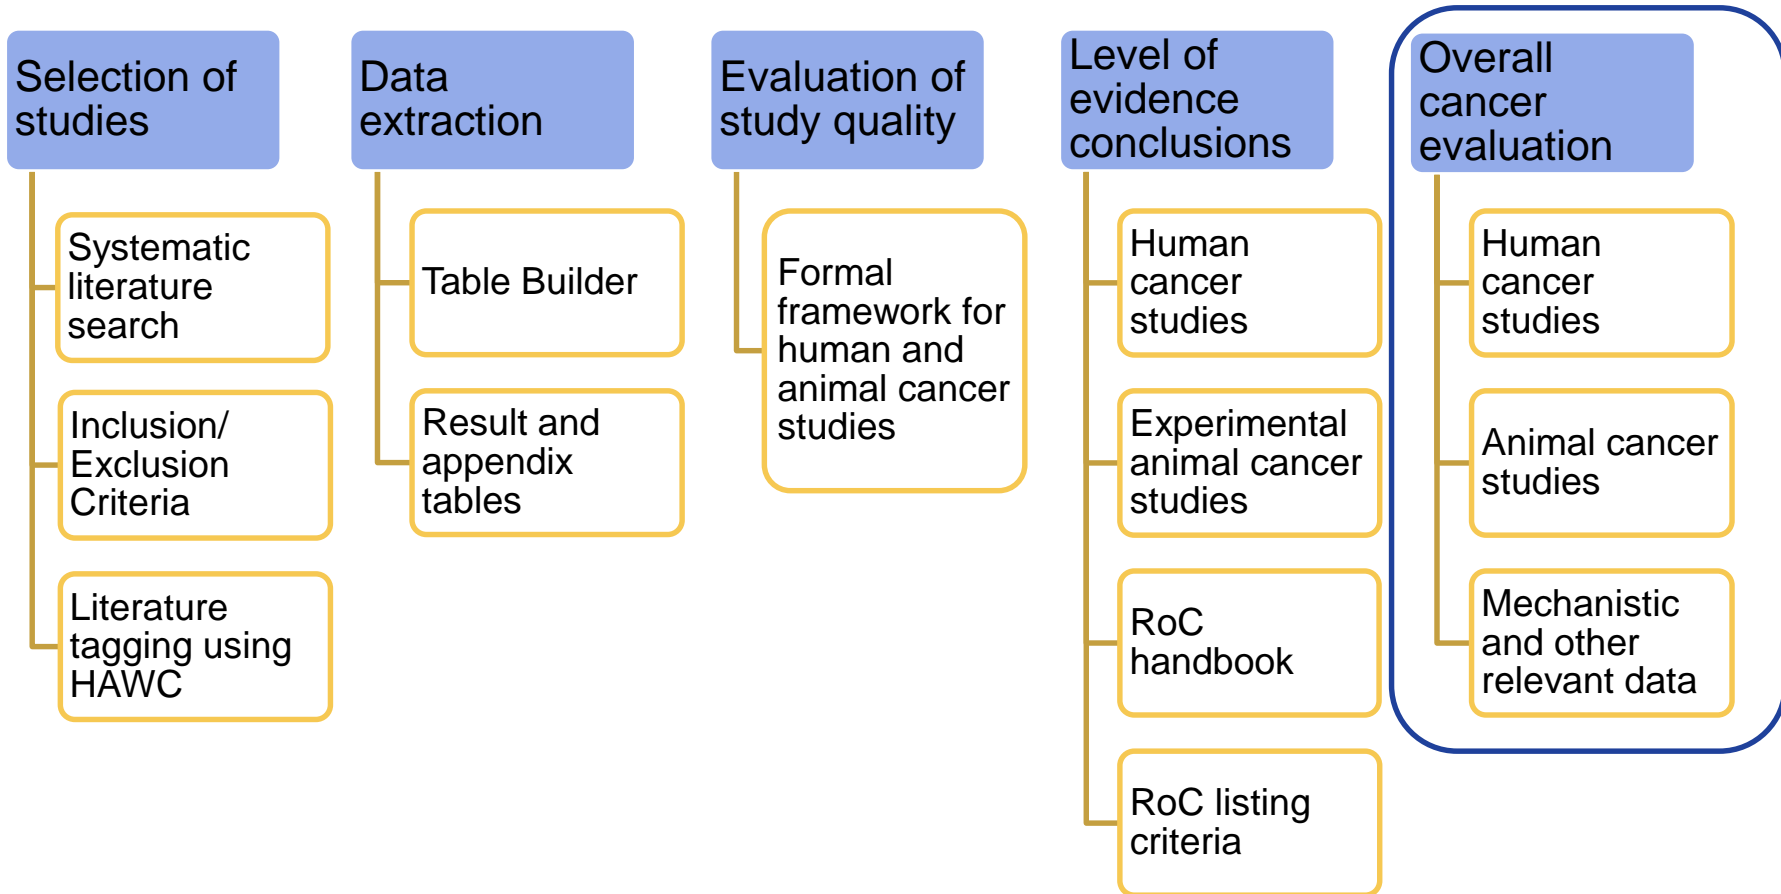 Selection of
studies
Systematic
literature
search
Inclusion/
Exclusion
Criteria
Literature
tagging using
HAWC
Data
extraction
Table Builder
Result and
appendix
tables
Evaluation of
study quality
Formal
framework for
human and
animal cancer
studies
Level of
evidence
conclusions
Human
cancer
studies
Experimental
animal cancer
studies
RoC
handbook
RoC listing
criteria
Overall
cancer
evaluation
Human
cancer
studies
Animal cancer
studies
Mechanistic
and other
relevant data